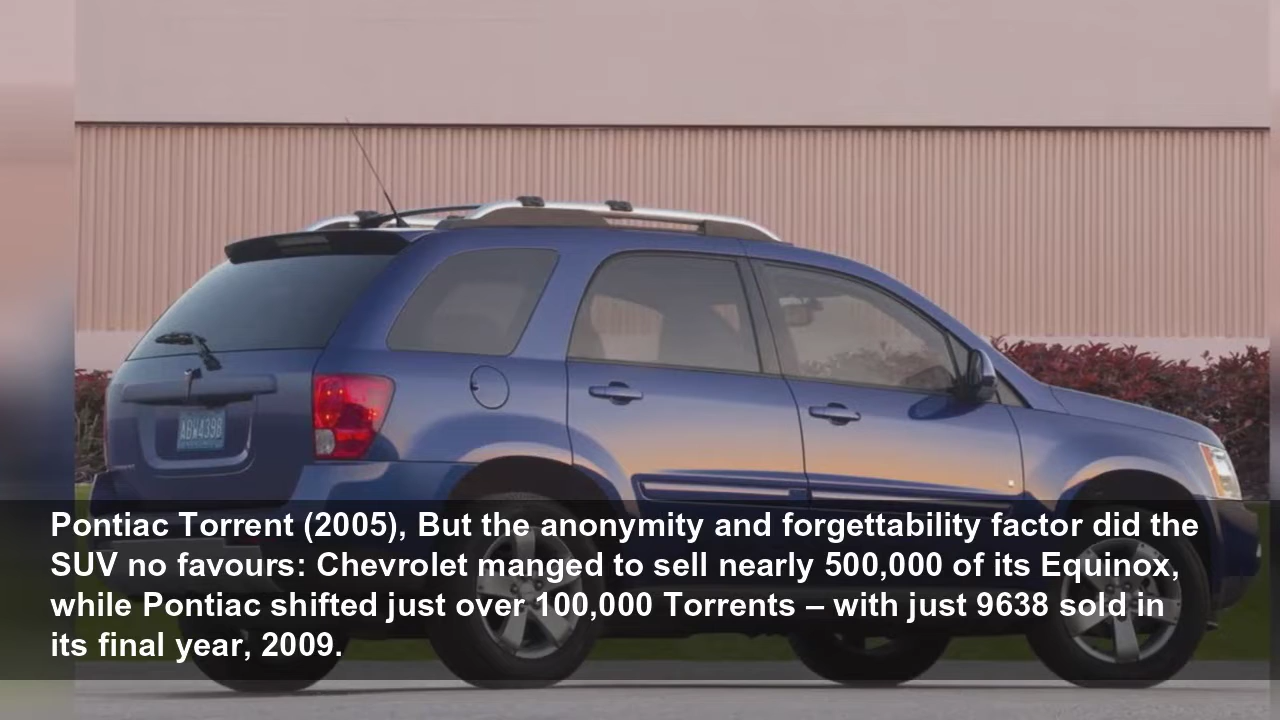 ABW439B
Pontiac Torrent (2005), But the anonymity and forgettability factor did the
SUV no favours: Chevrolet manged to sell nearly 500,000 of its Equinox,
while Pontiac shifted just over 100,000 Torrents – with just 9638 sold in
its final year, 2009.